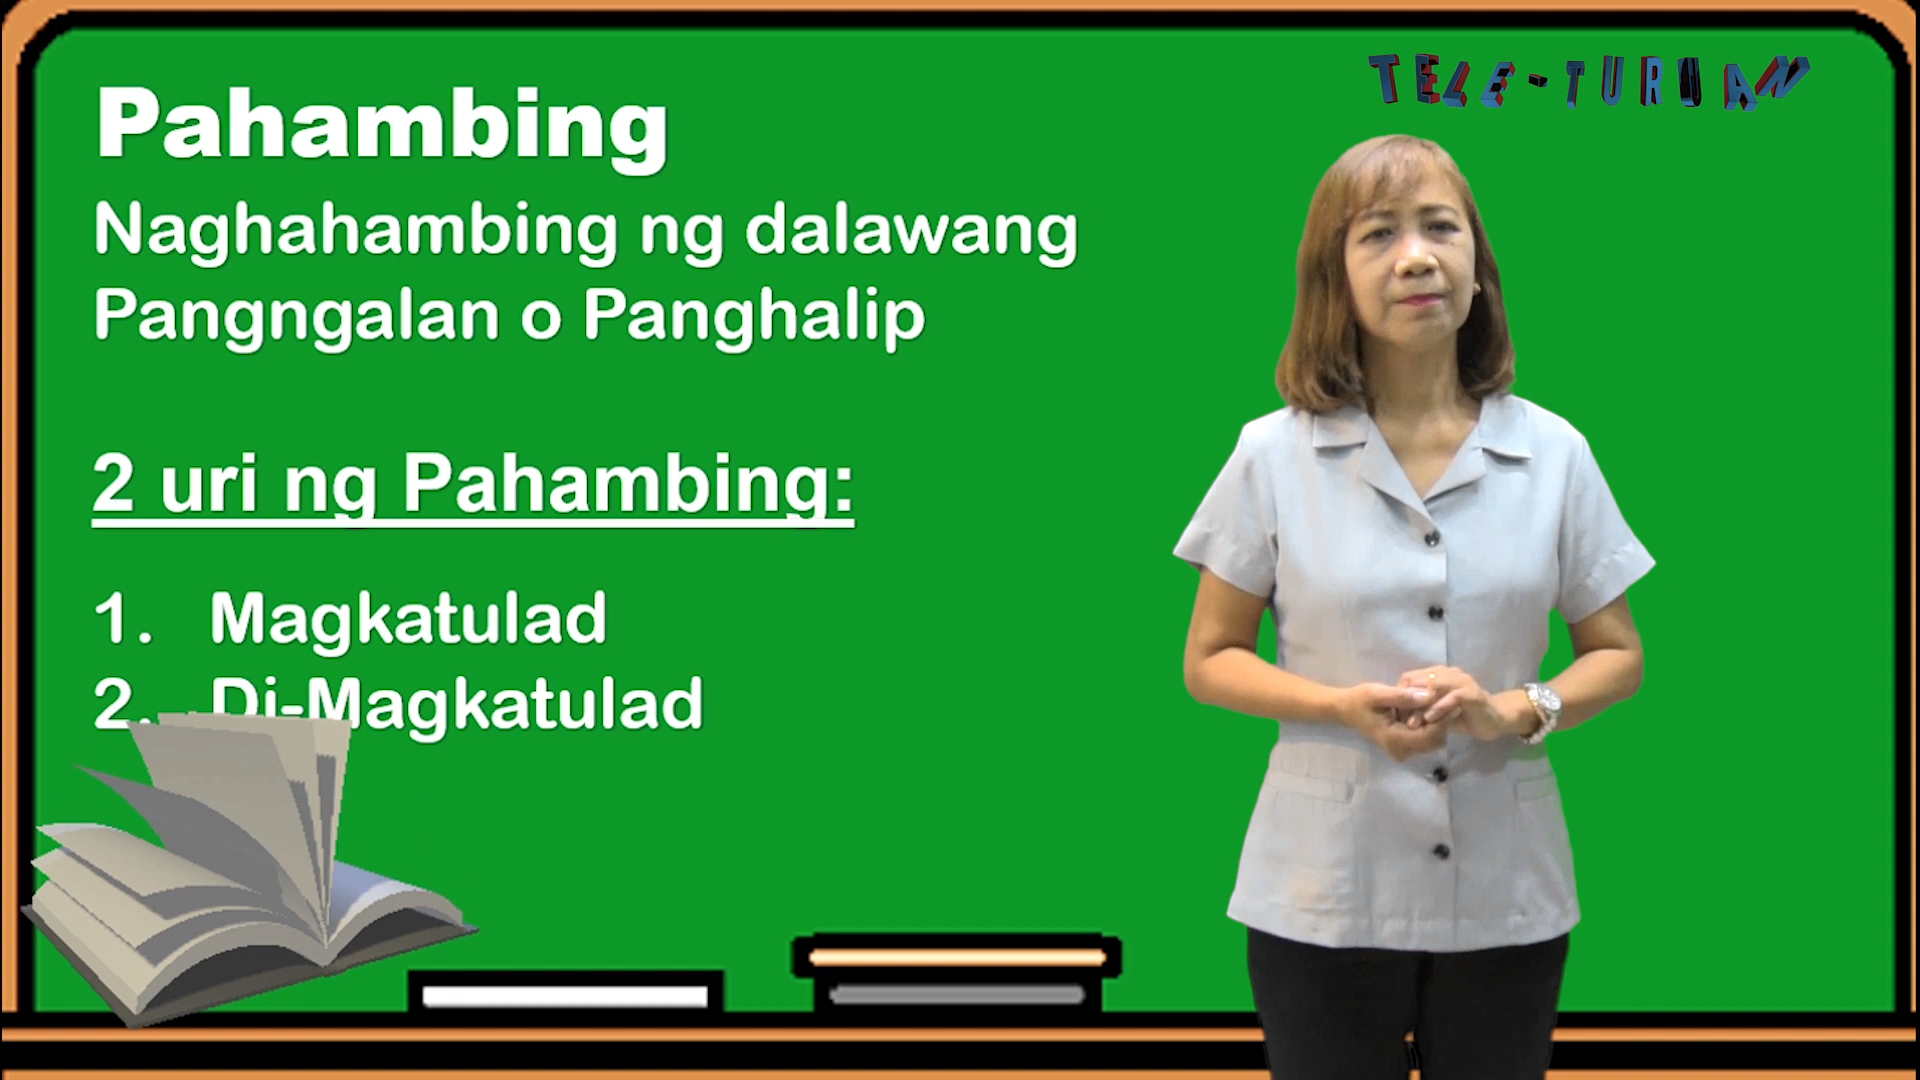 TELE-TURUAN
Pahambing
Naghahambing ng dalawang
Pangngalan o Panghalip
2 uri ng Pahambing:
1. Magkatulad
2. Di-Magkatulad